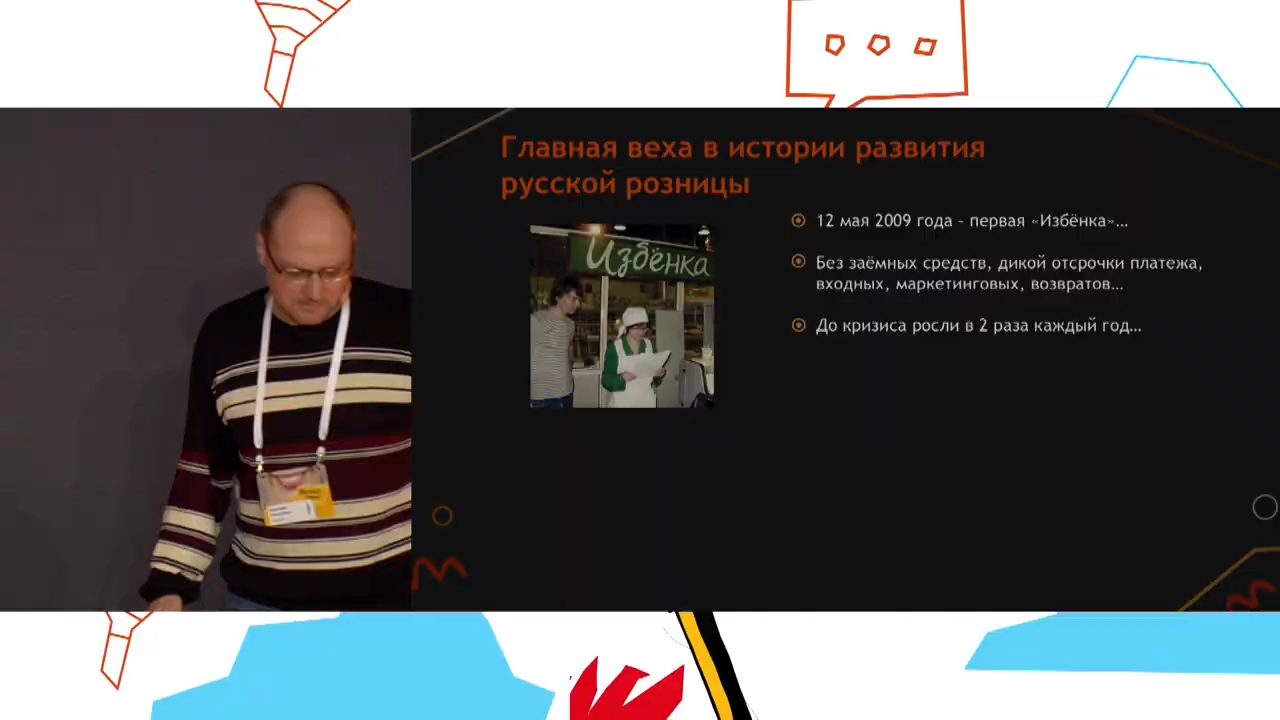 Главная веха в истории развития
русской розницы
12 мая 2009 года - первая «Избёнка»...
Без заёмных средств, дикой отсрочки платежа,
входных, маркетинговых, возвратов...
До кризиса росли в 2 раза каждый год...
Избёнка